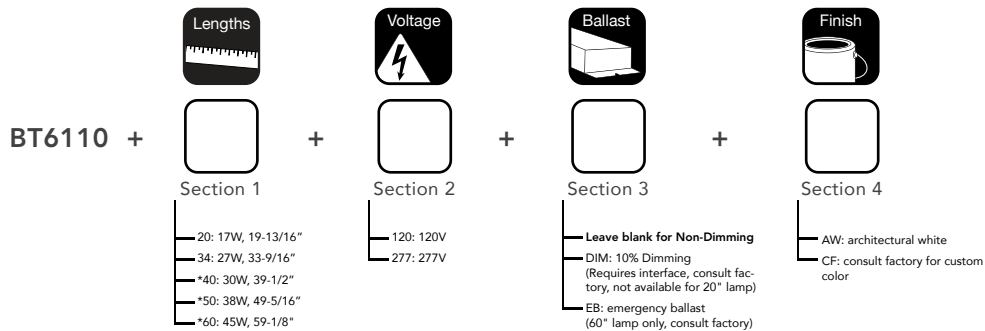 Lengths
Voltage
Ballast
Finish
BT6110 + + + +
Section 1
Section 2
Section 3
Section 4
20: 17W, 19-13/16”
34: 27W, 33-9/16”
*40: 30W, 39-1/2”
*50: 38W, 49-5/16”
*60: 45W, 59-1/8"
120: 120V
277: 277V
Leave blank for Non-Dimming
DIM: 10% Dimming
(Requires interface, consult fac-
tory, not available for 20" lamp)
EB: emergency ballast
(60" lamp only, consult factory)
AW: architectural white
CF: consult factory for custom
color